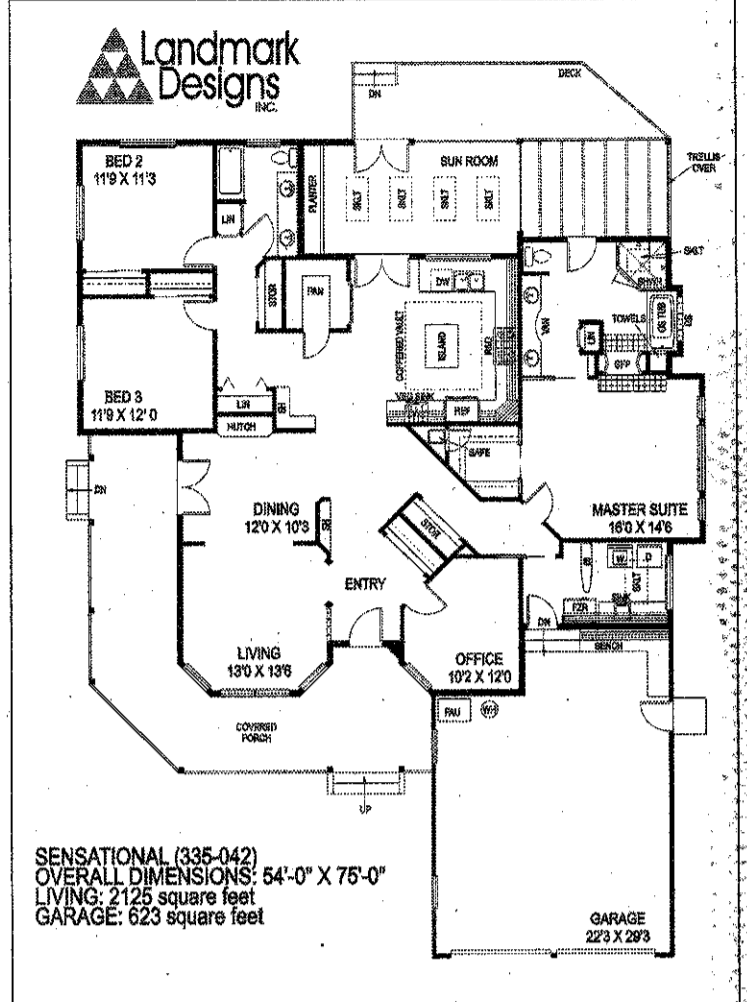 Landmark
Designs
INC.
DECK
DN
TRELLIS
OVER
BED 2
11'9 X 11'3
SUN ROOM
PLANTER
SKLT
SKLT
SKLT
SKLT
LIN
SKLT
SHWR
STOR
PAN
DW
COFFERED VAULT
ISLAND
VAN
TOWELS
SO TUB
LIN
GFP
BED 3
11'9 X 12'0
LIN
HUTCH
VEG SINK
REF
SAFE
DN
DINING
12'0 X 10'3
STOR
MASTER SUITE
16'0 X 14'6
ENTRY
W
D
SKLT
FZR
DN
BENCH
LIVING
13'0 X 13'6
OFFICE
10'2 X 12'0
FAU
WH
COVERED
PORCH
UP
SENSATIONAL (335-042)
OVERALL DIMENSIONS: 54'-0" X 75'-0"
LIVING: 2125 square feet
GARAGE: 623 square feet
GARAGE
22'3 X 29'3